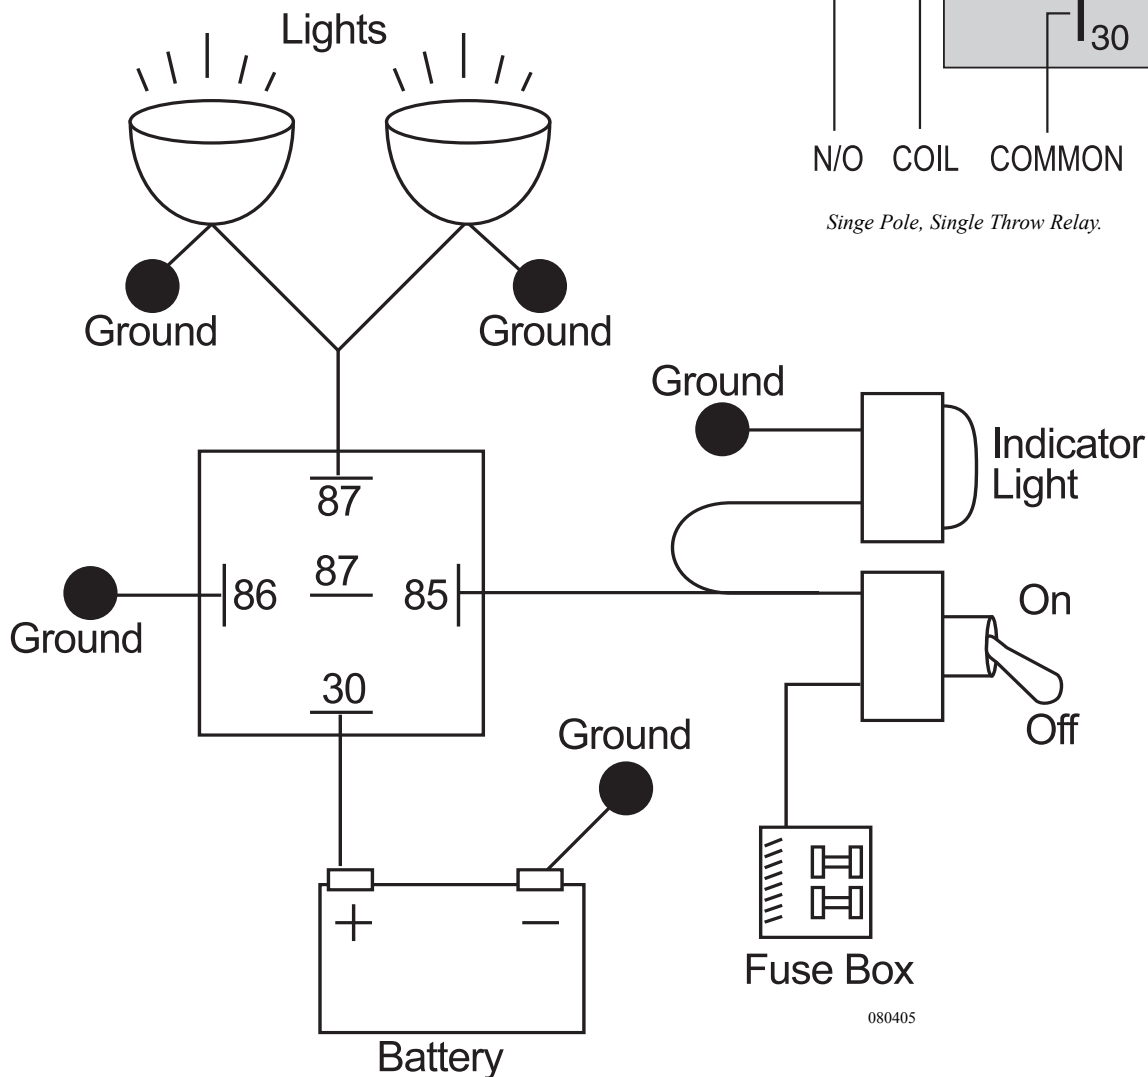 Lights
30
N/O COIL COMMON
Singe Pole, Single Throw Relay.
Ground
Ground
Ground
Indicator
Light
87
87
86
85
On
Ground
30
Ground
Off
+
–
Fuse Box
080405
Battery